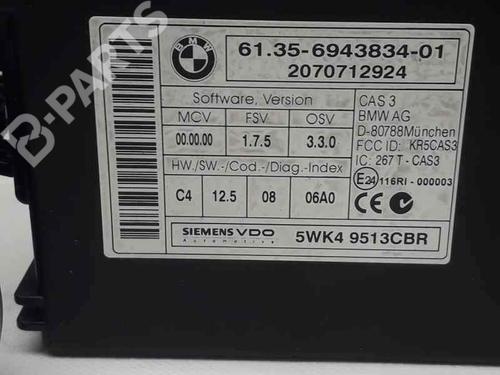 BMW
61.35-6943834-01
2070712924
Software, Version
MCV FSV OSV
00.00.00 1.7.5 3.3.0
HW./SW.-/Cod.-/Diag.-Index
C4 12.5 08 06A0
CAS 3
BMW AG
D-80788München
FCC ID: KR5CAS3
IC: 267 T - CAS3
E24 116RI - 000003
CE
SIEMENS VDO
Automotive
5WK4 9513CBR
B-PARTS